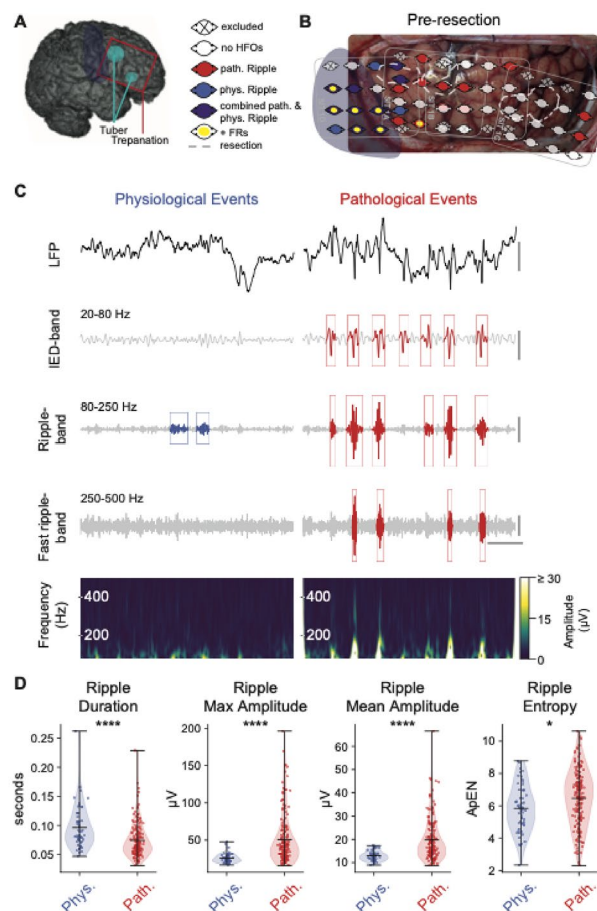 A
Tuber
Trepanation
excluded
no HFOs
path. Ripple
phys. Ripple
combined path. &
phys. Ripple
+ FRs
resection
B
Pre-resection
C
Physiological Events
Pathological Events
LFP
20-80 Hz
IED-band
80-250 Hz
Ripple-
band
250-500 Hz
Fast ripple-
band
Frequency
(Hz)
400
200
400
200
≥ 30
15
0
Amplitude
(µV)
D
Ripple
Duration
****
seconds
0.25
0.20
0.15
0.10
0.05
Phys.
Path.
Ripple
Max Amplitude
****
µV
200
150
100
50
Phys.
Path.
Ripple
Mean Amplitude
****
µV
60
50
40
30
20
10
Phys.
Path.
Ripple
Entropy
*
ApEN
10
8
6
4
2
Phys.
Path.